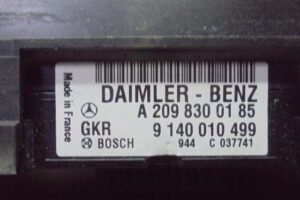 Made in France
DAIMLER - BENZ
A 209 830 01 85
GKR 9 140 010 499
BOSCH 944 C 037741